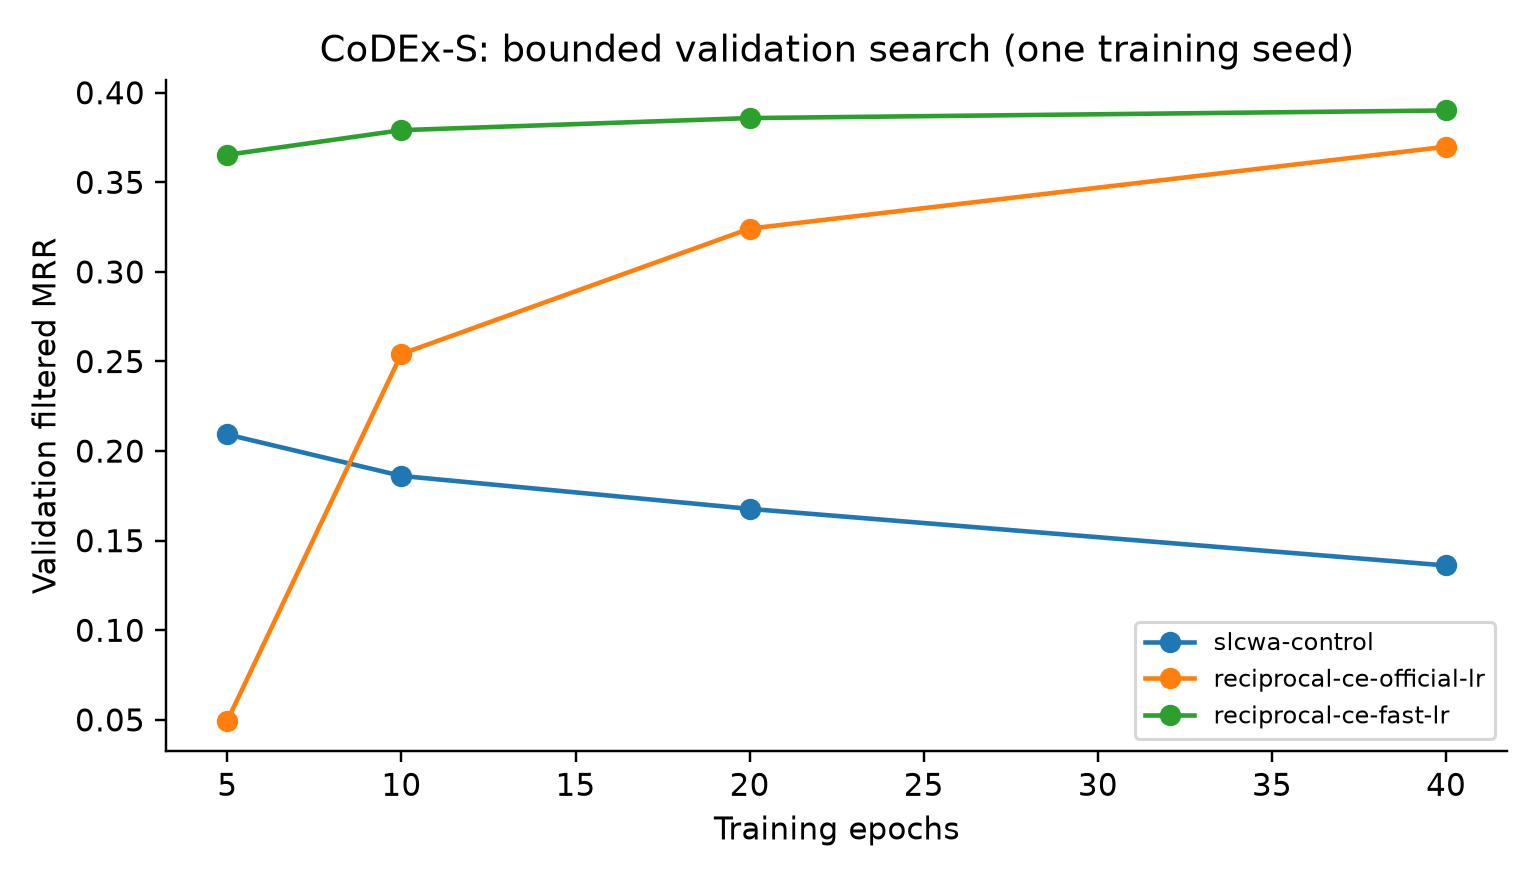 CoDEx-S: bounded validation search (one training seed)
Validation filtered MRR
0.40
0.35
0.30
0.25
0.20
0.15
0.10
0.05
slcwa-control
reciprocal-ce-official-lr
reciprocal-ce-fast-lr
5 10 15 20 25 30 35 40
Training epochs